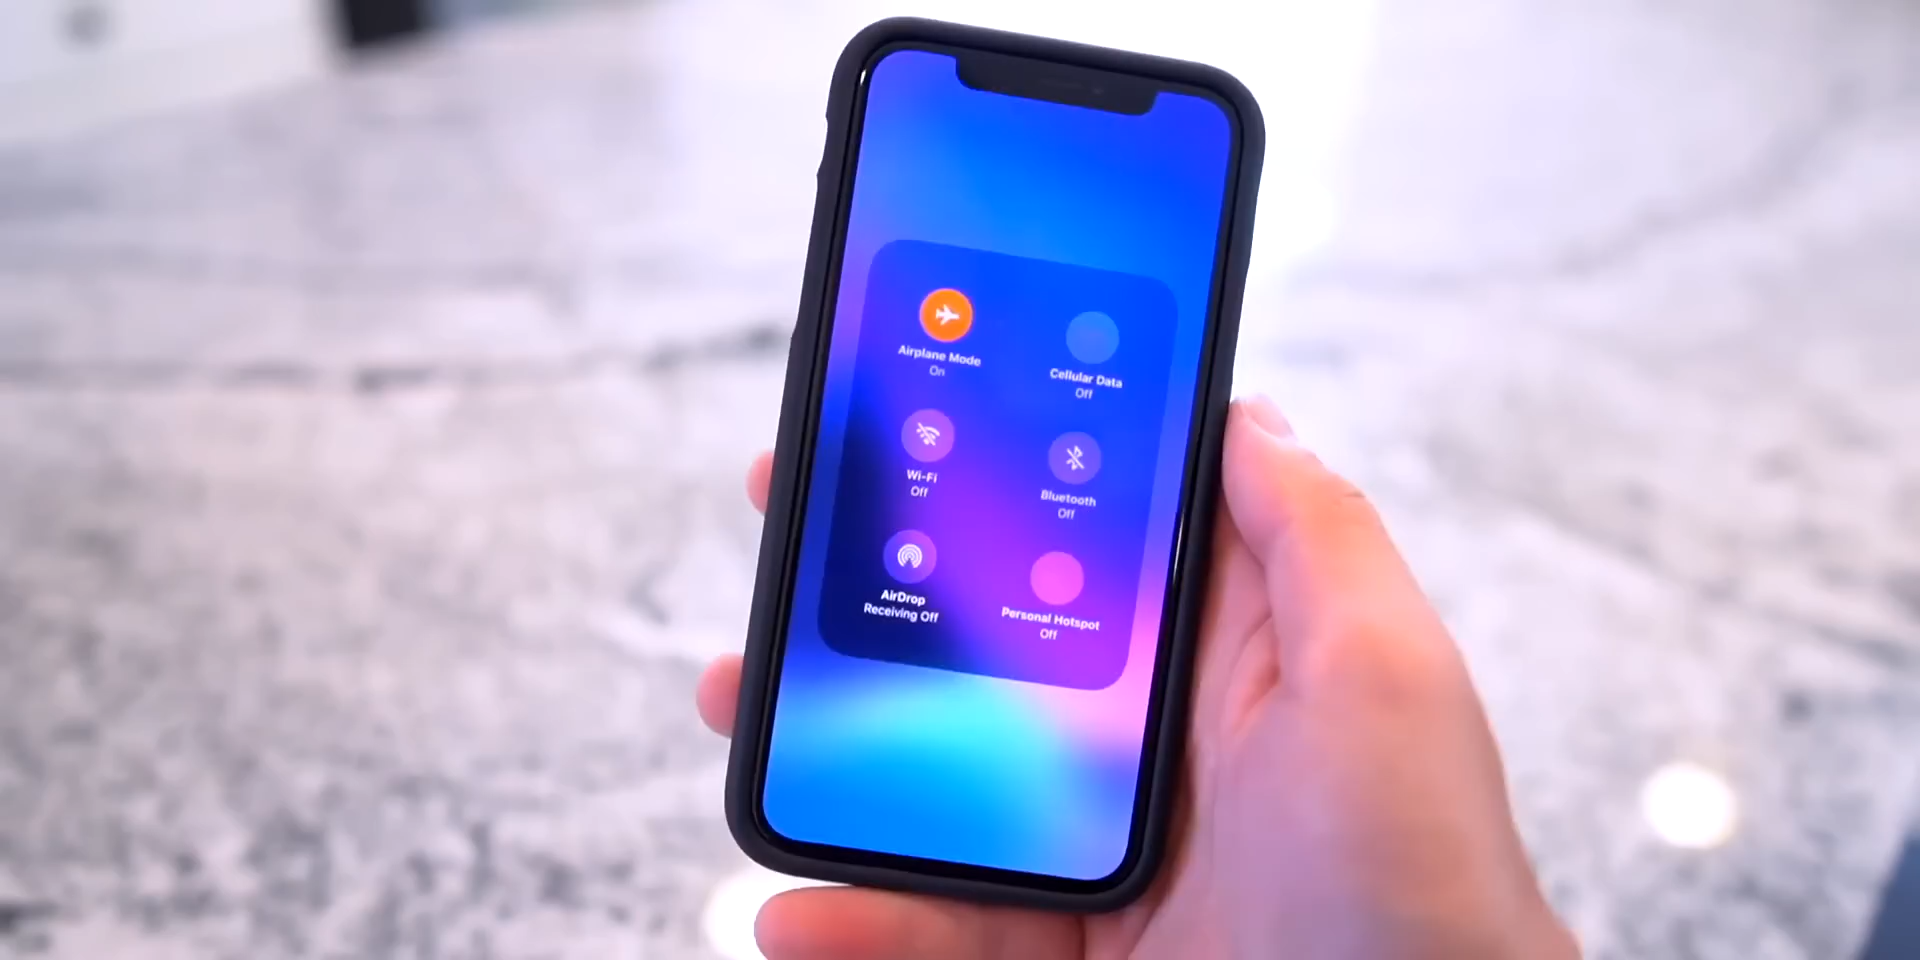 Airplane Mode
On
Cellular Data
Off
Wi-Fi
Off
Bluetooth
Off
AirDrop
Receiving Off
Personal Hotspot
Off